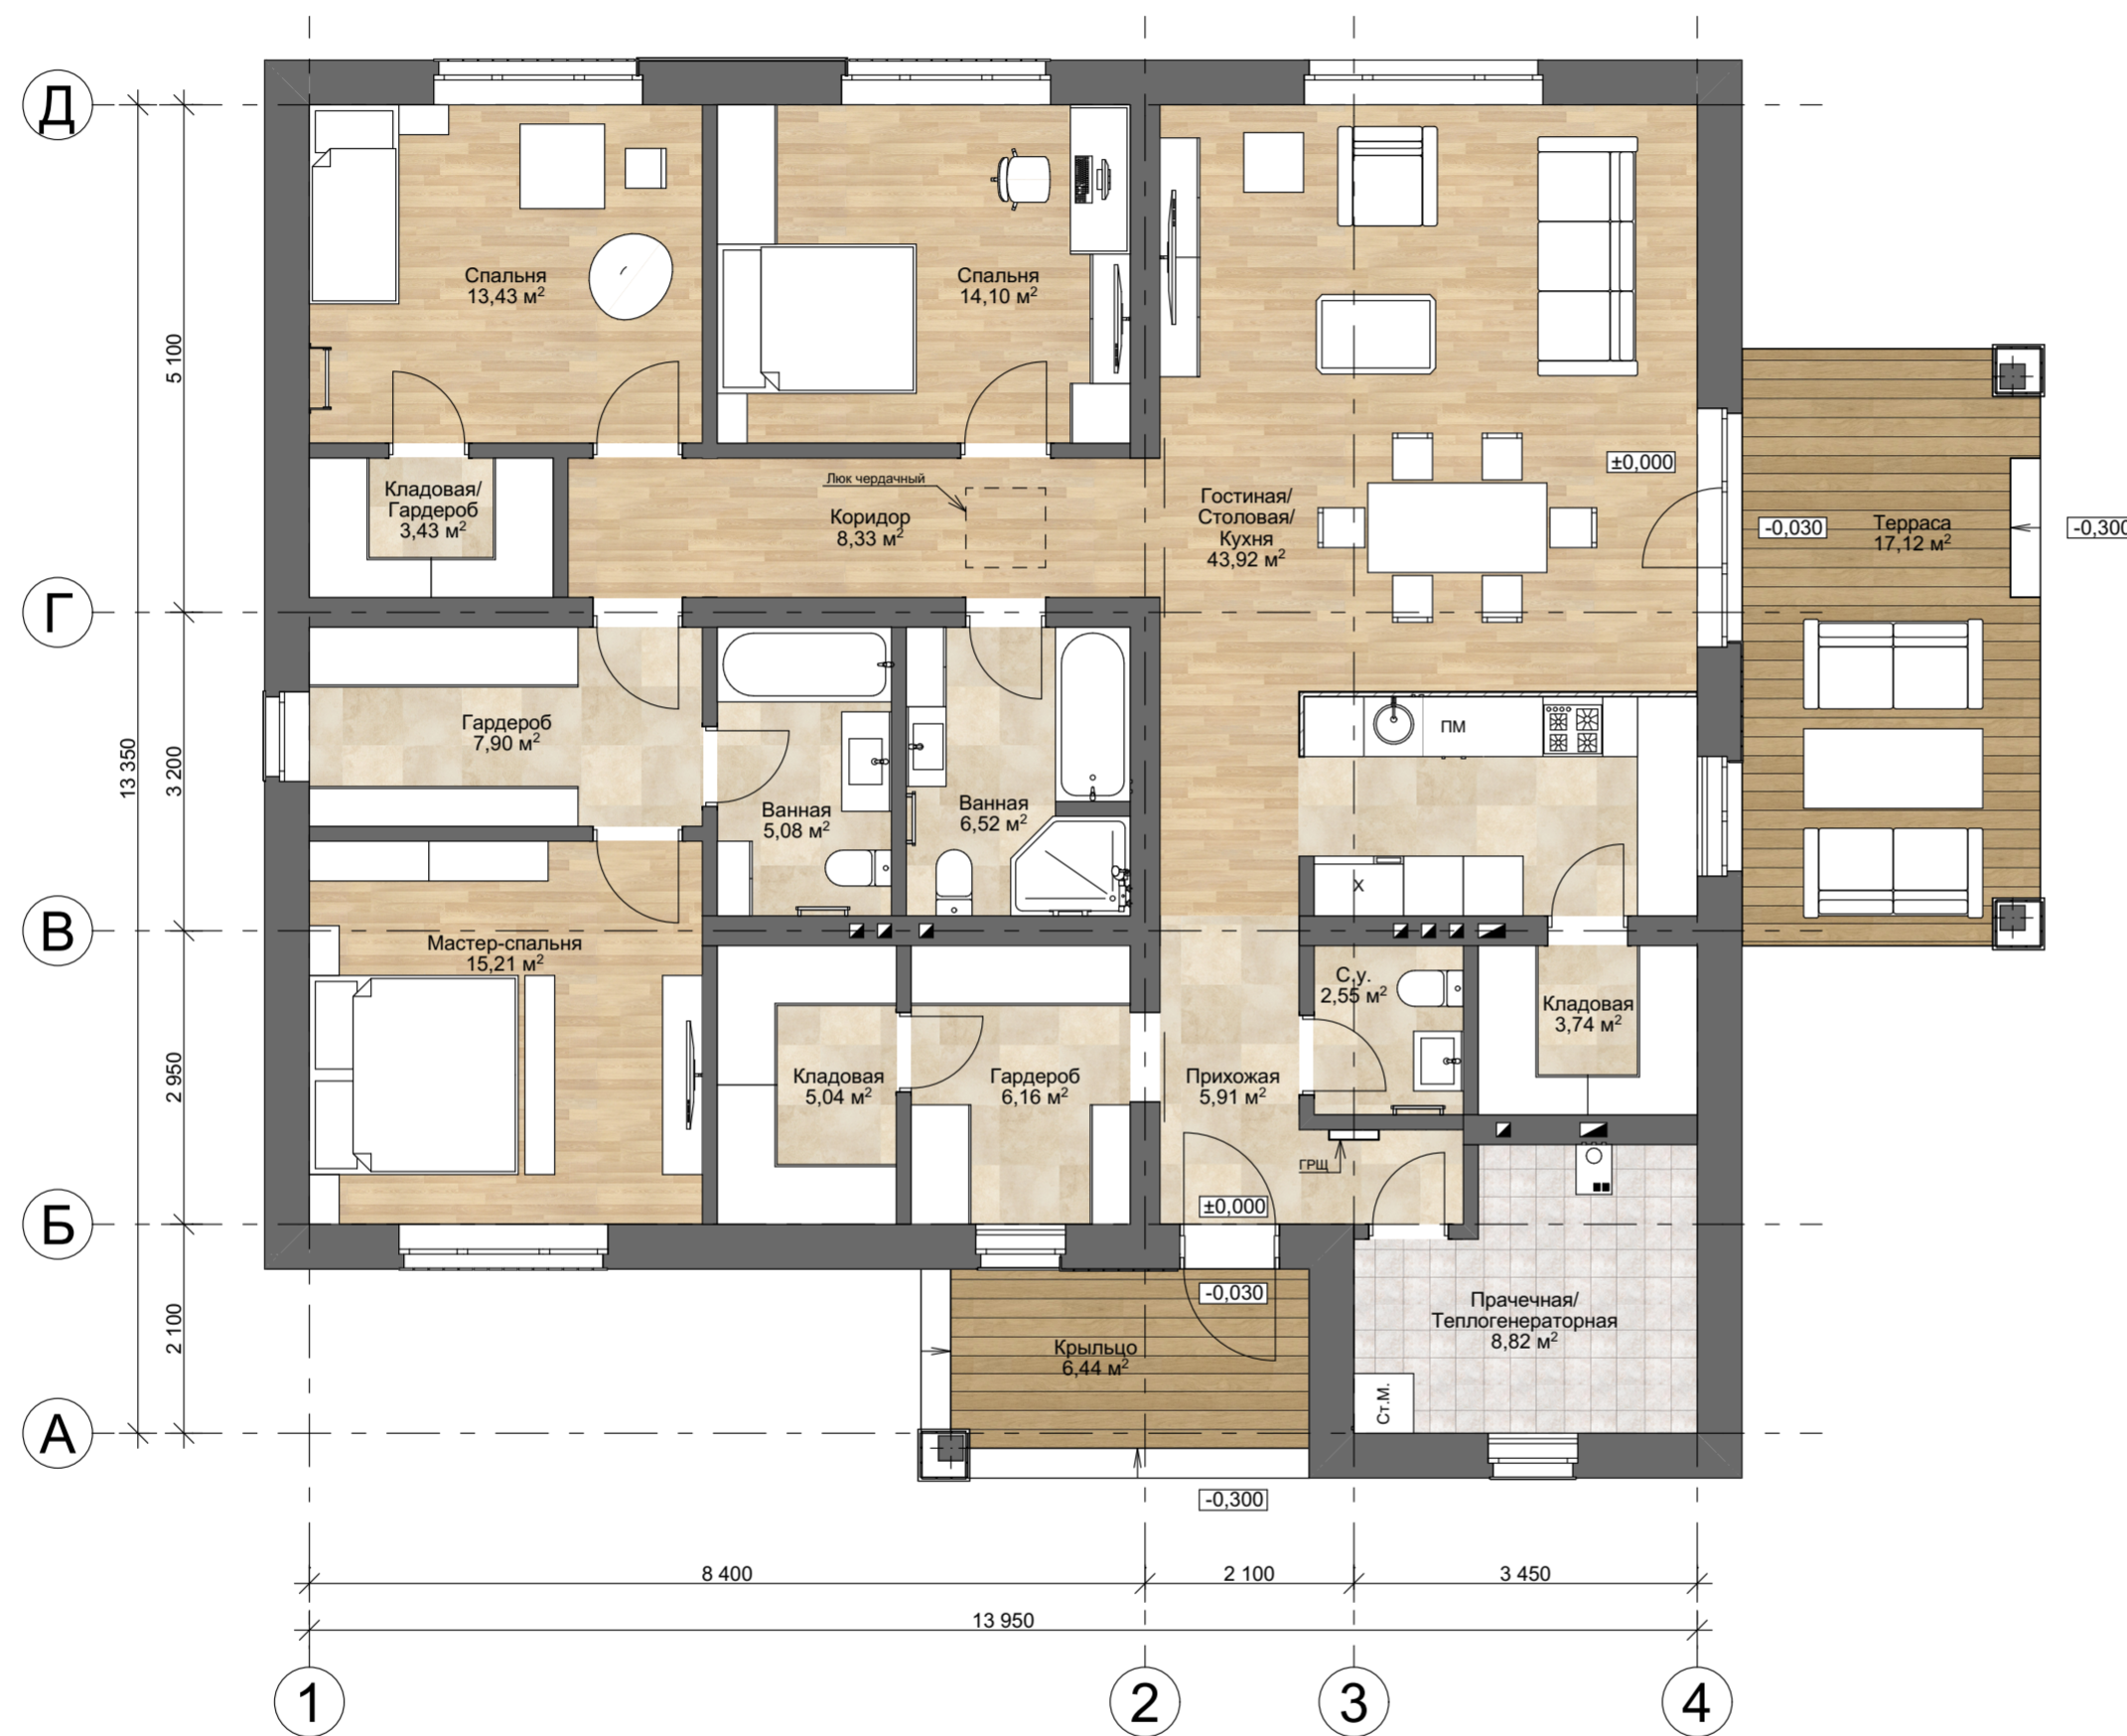 Д
Спальня
13,43 м²
Спальня
14,10 м²
5 100
±0,000
Люк чердачный
Кладовая/
Гардероб
3,43 м²
Коридор
8,33 м²
Гостиная/
Столовая/
Кухня
43,92 м²
-0,030
Терраса
17,12 м²
-0,300
Г
Гардероб
7,90 м²
ПМ
13 350
3 200
Ванная
5,08 м²
Ванная
6,52 м²
Х
В
Мастер-спальня
15,21 м²
С.у.
2,55 м²
Кладовая
3,74 м²
2 950
Кладовая
5,04 м²
Гардероб
6,16 м²
Прихожая
5,91 м²
ГРЩ
±0,000
Б
-0,030
Прачечная/
Теплогенераторная
8,82 м²
2 100
Крыльцо
6,44 м²
Ст.М.
А
-0,300
8 400
2 100
3 450
13 950
1
2
3
4